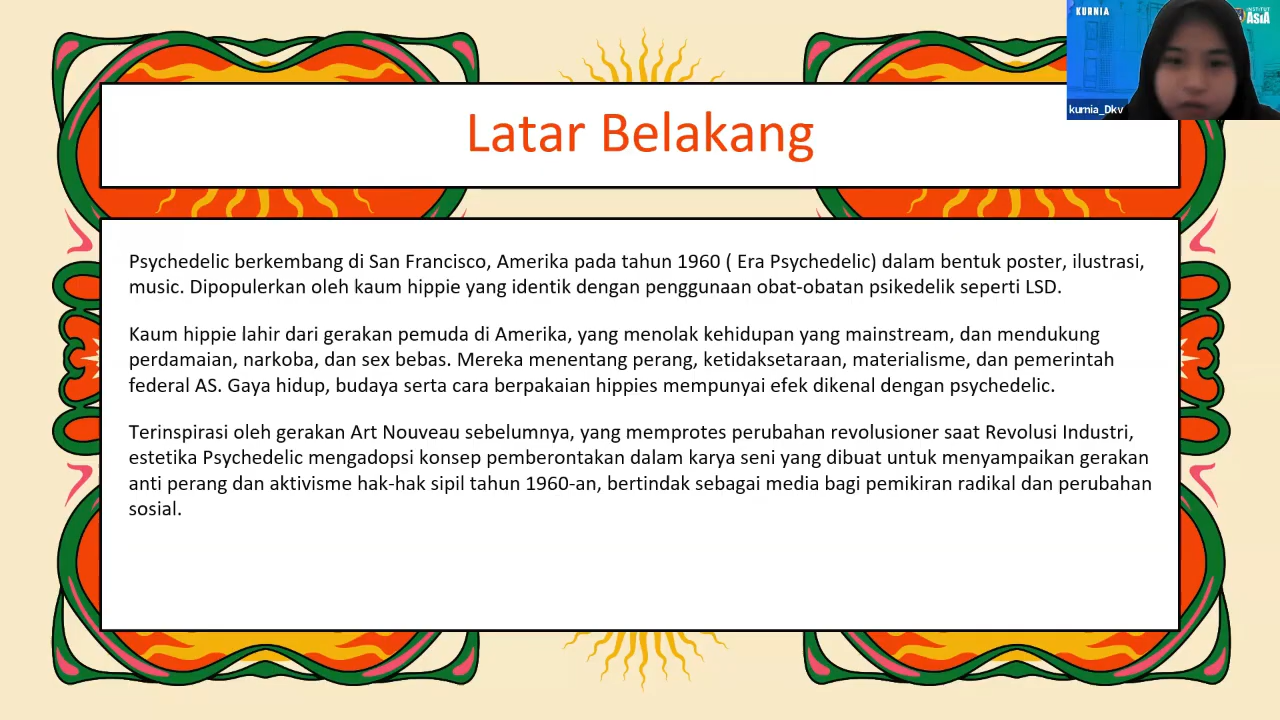 KURNIA
INSTITUT
ASIA
kurnia_Dkv
Latar Belakang
Psychedelic berkembang di San Francisco, Amerika pada tahun 1960 ( Era Psychedelic) dalam bentuk poster, ilustrasi,
music. Dipopulerkan oleh kaum hippie yang identik dengan penggunaan obat-obatan psikedelik seperti LSD.
Kaum hippie lahir dari gerakan pemuda di Amerika, yang menolak kehidupan yang mainstream, dan mendukung
perdamaian, narkoba, dan sex bebas. Mereka menentang perang, ketidaksetaraan, materialisme, dan pemerintah
federal AS. Gaya hidup, budaya serta cara berpakaian hippies mempunyai efek dikenal dengan psychedelic.
Terinspirasi oleh gerakan Art Nouveau sebelumnya, yang memprotes perubahan revolusioner saat Revolusi Industri,
estetika Psychedelic mengadopsi konsep pemberontakan dalam karya seni yang dibuat untuk menyampaikan gerakan
anti perang dan aktivisme hak-hak sipil tahun 1960-an, bertindak sebagai media bagi pemikiran radikal dan perubahan
sosial.